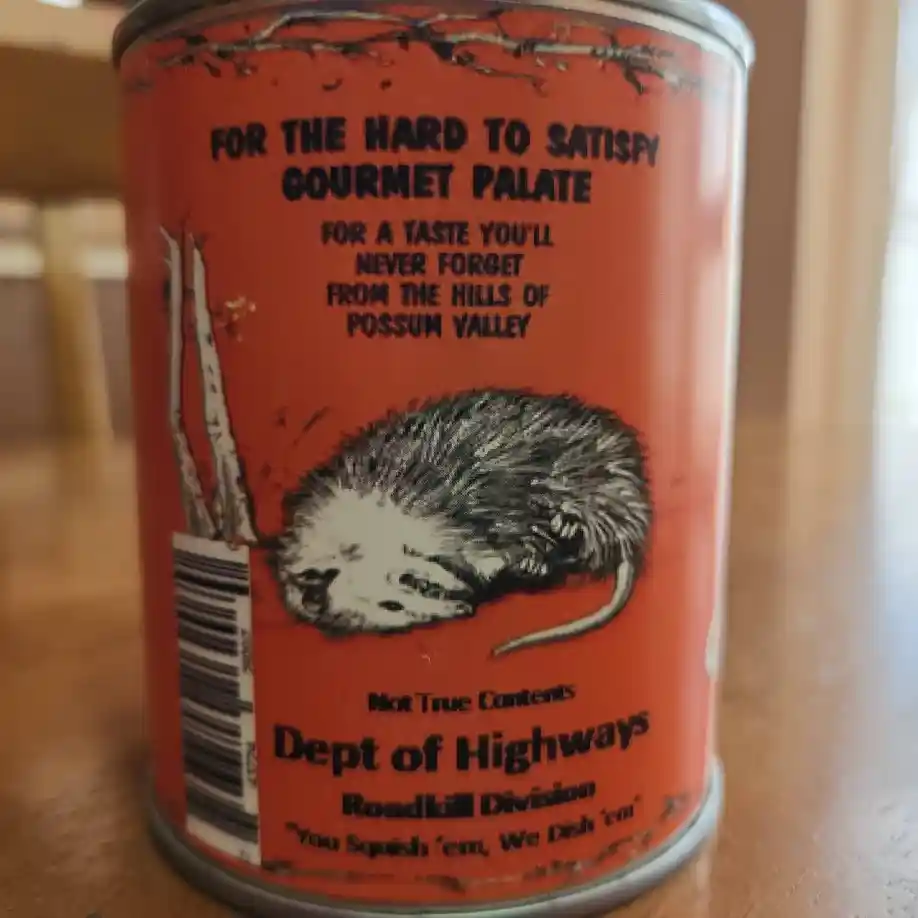 FOR THE HARD TO SATISFY
GOURMET PALATE
FOR A TASTE YOU'LL
NEVER FORGET
FROM THE HILLS OF
POSSUM VALLEY
Not True Contents
Dept of Highways
Roadkill Division
"You Squish 'em, We Dish 'em"